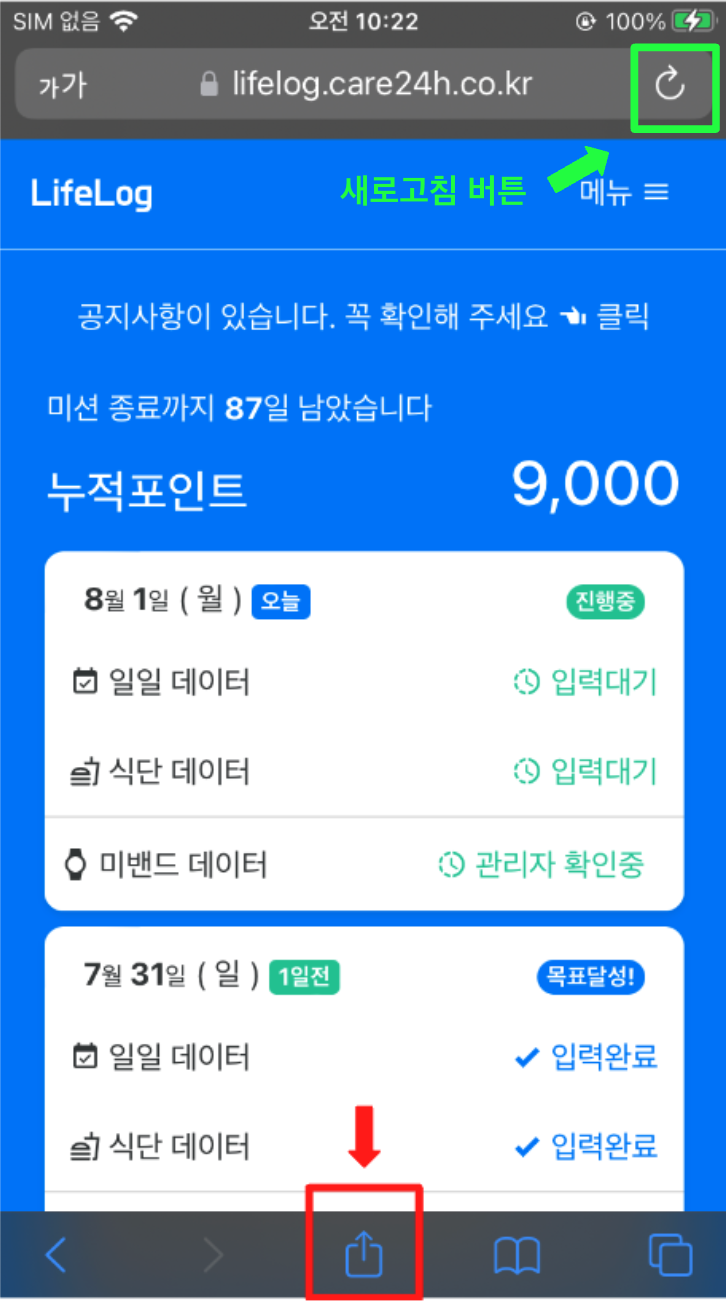 SIM 없음 오전 10:22 100%
가가 lifelog.care24h.co.kr
LifeLog 새로고침 버튼 메뉴
공지사항이 있습니다. 꼭 확인해 주세요 클릭
미션 종료까지 87일 남았습니다
누적포인트 9,000
8월 1일 ( 월 ) 오늘 진행중
일일 데이터 입력대기
식단 데이터 입력대기
미밴드 데이터 관리자 확인중
7월 31일 ( 일 ) 1일전 목표달성!
일일 데이터 입력완료
식단 데이터 입력완료